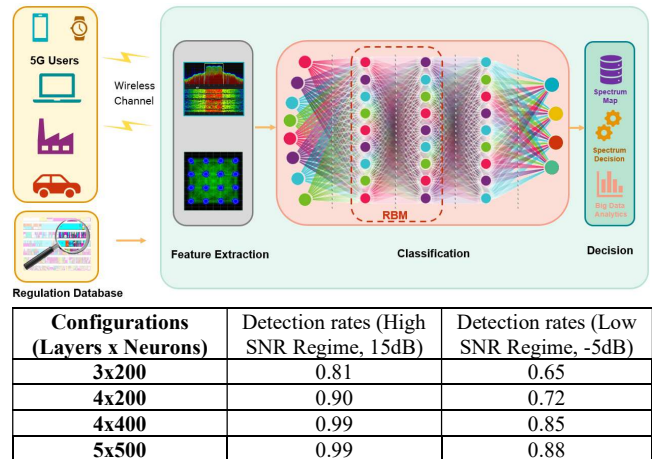 5G Users
Wireless
Channel
Regulation Database
Feature Extraction
RBM
Classification
Spectrum
Map
Spectrum
Decision
Big Data
Analytics
Decision
Configurations
(Layers x Neurons)
Detection rates (High
SNR Regime, 15dB)
Detection rates (Low
SNR Regime, -5dB)
3x200 0.81 0.65
4x200 0.90 0.72
4x400 0.99 0.85
5x500 0.99 0.88